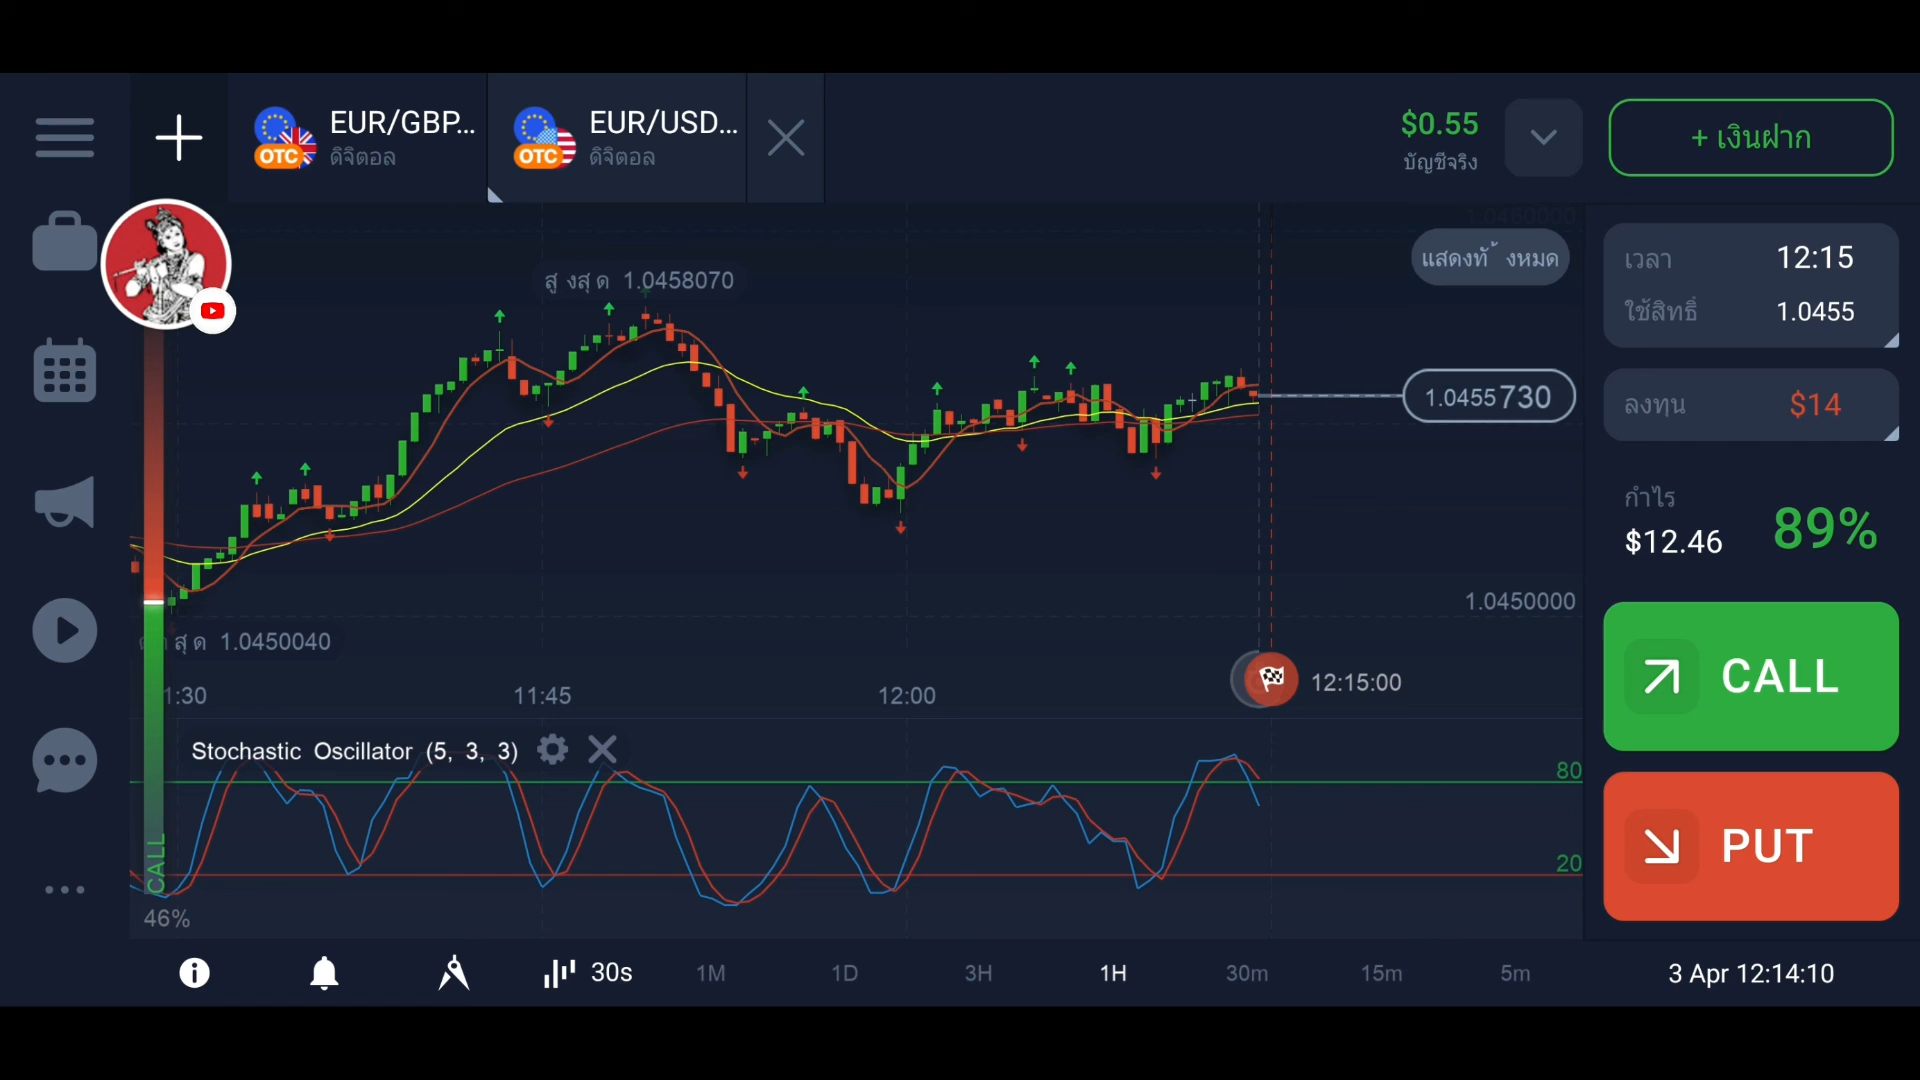 EUR/GBP...
ดิจิตอล
OTC
EUR/USD...
ดิจิตอล
OTC
$0.55
บัญชีจริง
+ เงินฝาก
แสดงทั้งหมด
สูงสุด 1.0458070
เวลา 12:15
ใช้สิทธิ์ 1.0455
1.0455730
ลงทุน $14
กำไร
$12.46
89%
1.0450000
สุด 1.0450040
CALL
PUT
1:30
11:45
12:00
12:15:00
Stochastic Oscillator (5, 3, 3)
80
20
CALL
46%
30s
1M
1D
3H
1H
30m
15m
5m
3 Apr 12:14:10